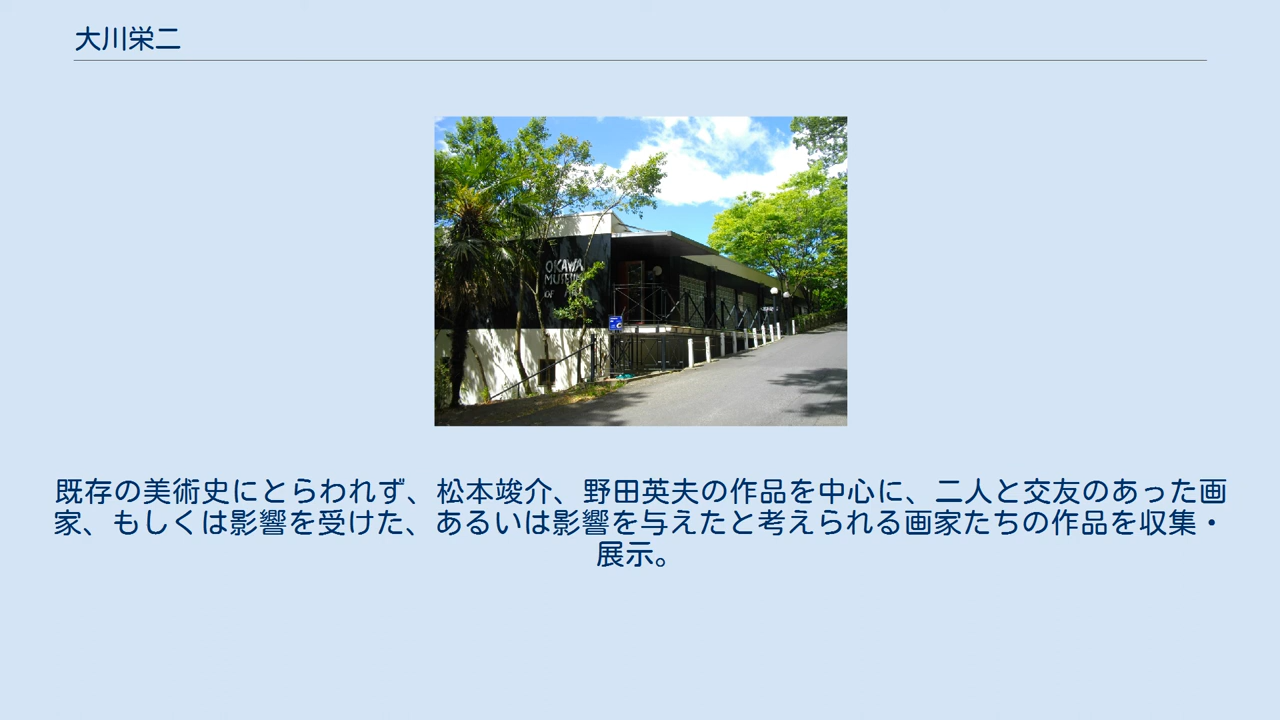 大川栄二
OKAWA
MUSEUM
OF
既存の美術史にとらわれず、松本竣介、野田英夫の作品を中心に、二人と交友のあった画
家、もしくは影響を受けた、あるいは影響を与えたと考えられる画家たちの作品を収集・
展示。